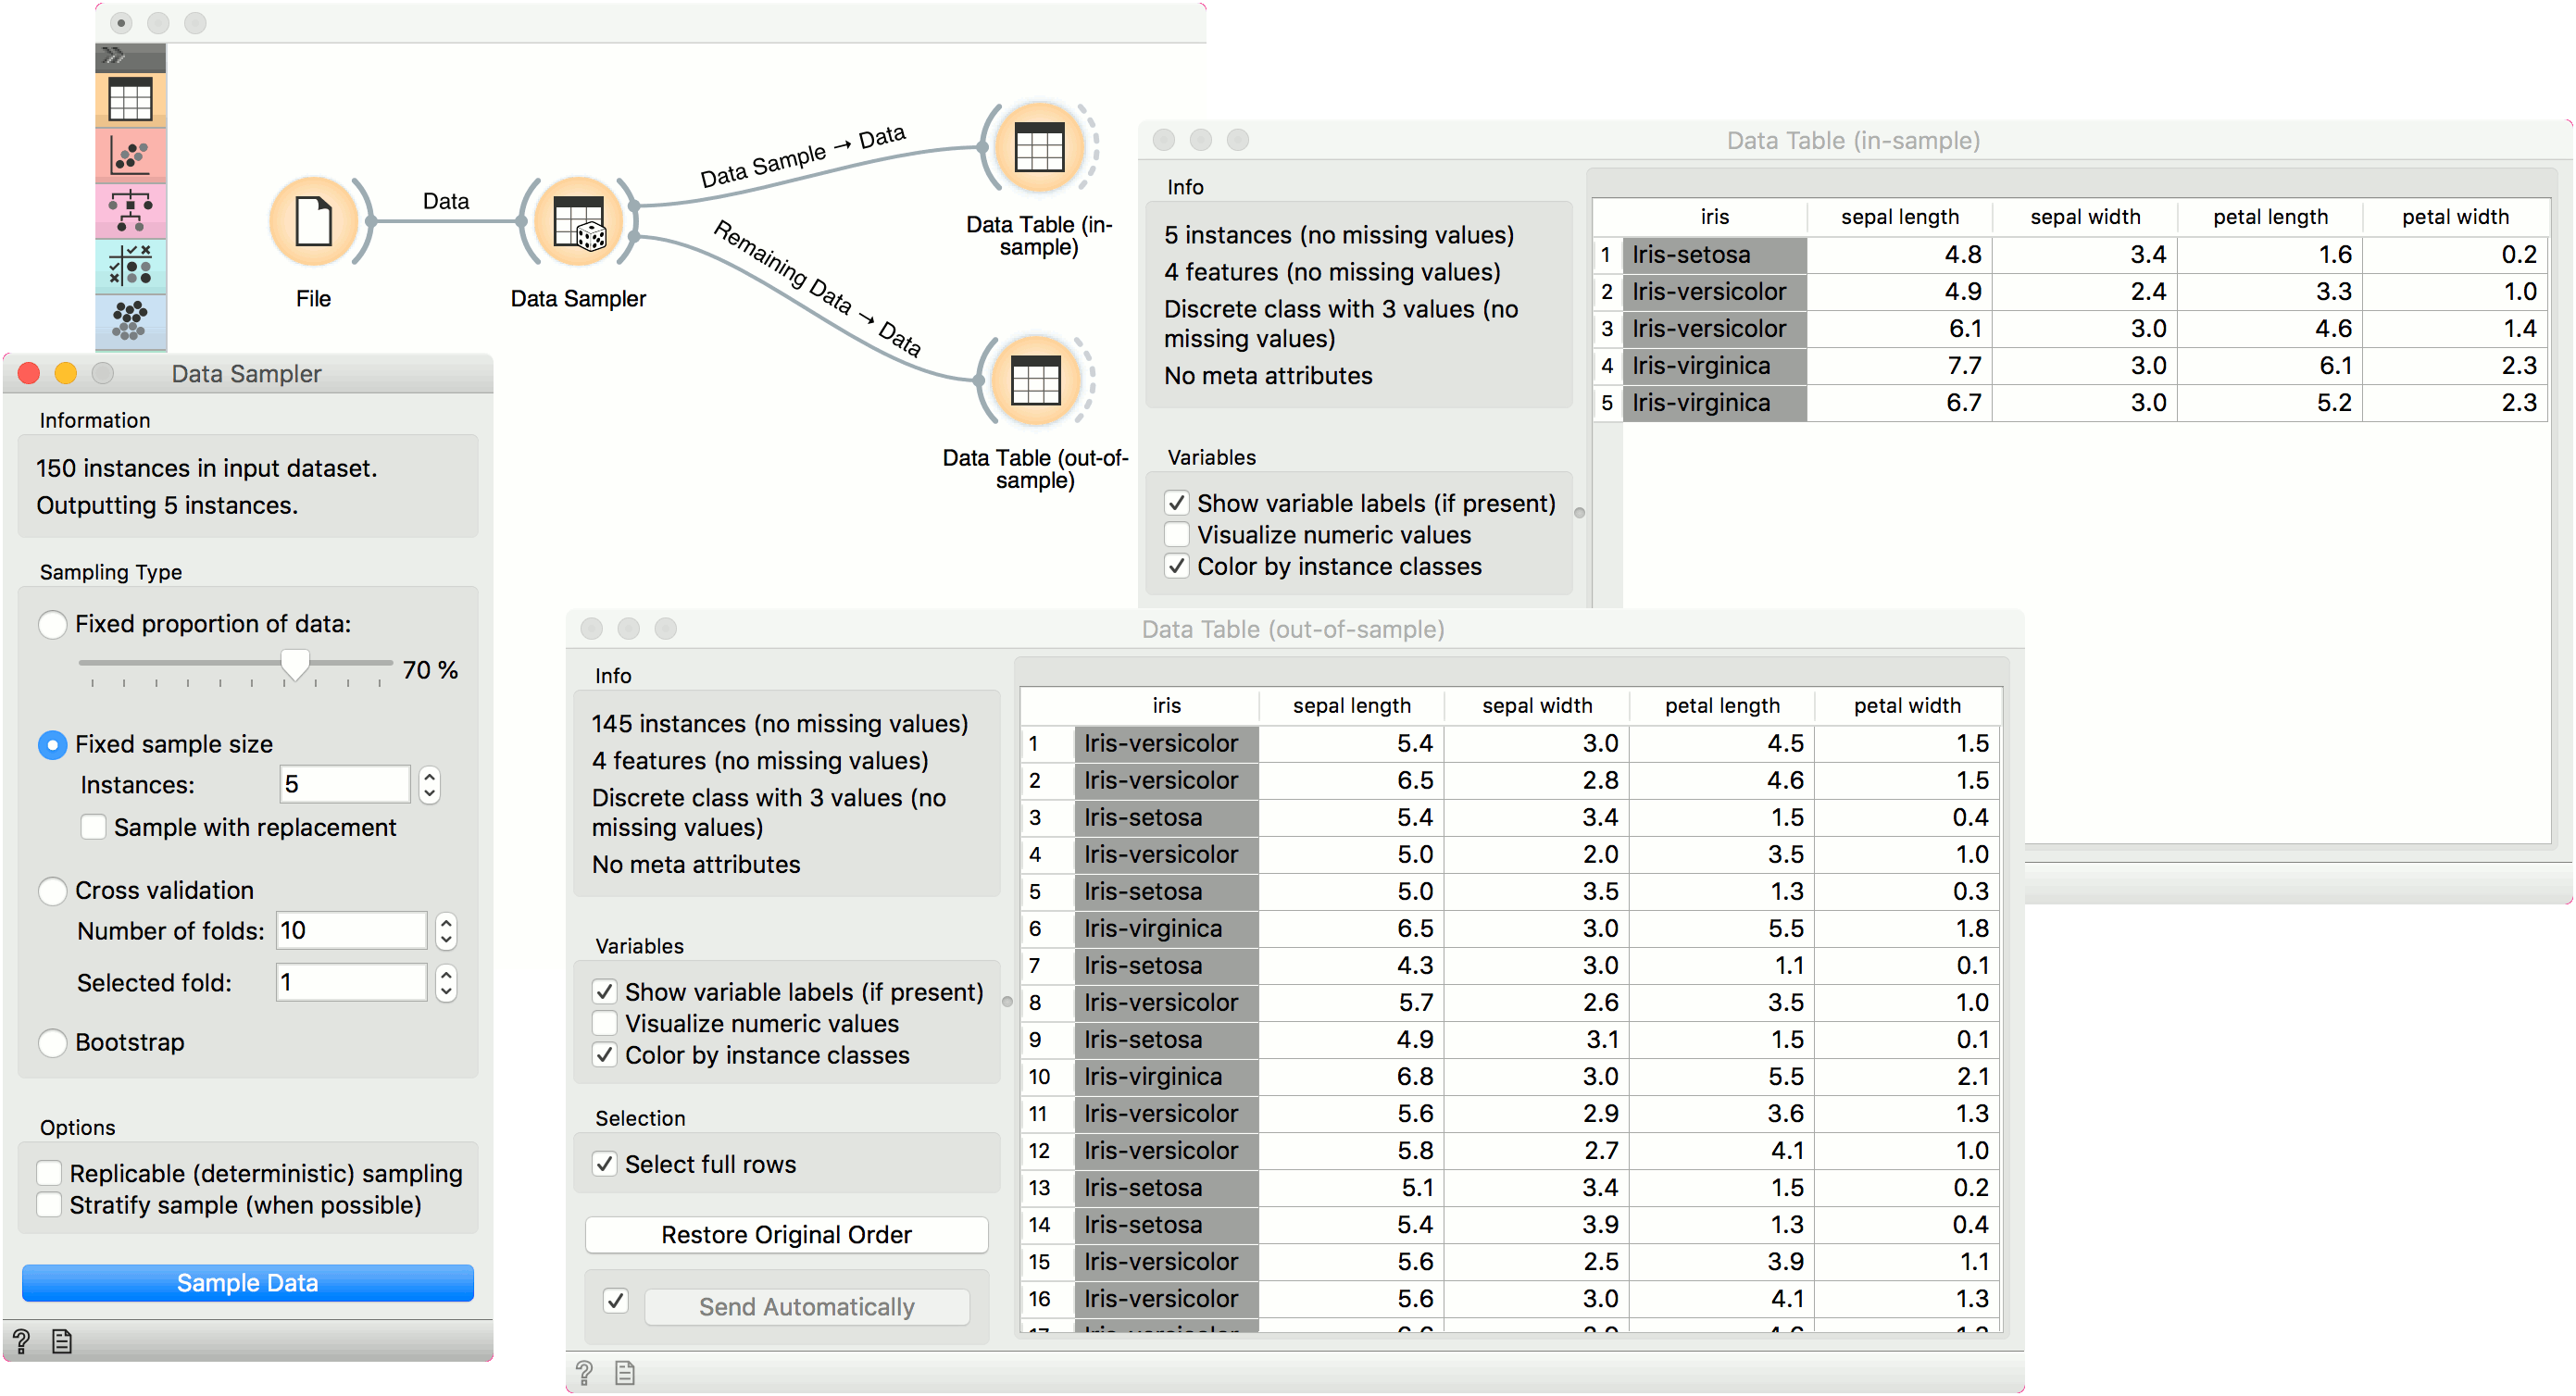 Data
Data Sample → Data
Remaining Data → Data
File
Data Sampler
Data Table (in-
sample)
Data Table (out-of-
sample)
Data Sampler
Information
150 instances in input dataset.
Outputting 5 instances.
Sampling Type
Fixed proportion of data:
70 %
Fixed sample size
Instances: 5
Sample with replacement
Cross validation
Number of folds: 10
Selected fold: 1
Bootstrap
Options
Replicable (deterministic) sampling
Stratify sample (when possible)
Sample Data
Data Table (in-sample)
Info
5 instances (no missing values)
4 features (no missing values)
Discrete class with 3 values (no
missing values)
No meta attributes
Variables
Show variable labels (if present)
Visualize numeric values
Color by instance classes
iris sepal length sepal width petal length petal width
1 Iris-setosa 4.8 3.4 1.6 0.2
2 Iris-versicolor 4.9 2.4 3.3 1.0
3 Iris-versicolor 6.1 3.0 4.6 1.4
4 Iris-virginica 7.7 3.0 6.1 2.3
5 Iris-virginica 6.7 3.0 5.2 2.3
Data Table (out-of-sample)
Info
145 instances (no missing values)
4 features (no missing values)
Discrete class with 3 values (no
missing values)
No meta attributes
Variables
Show variable labels (if present)
Visualize numeric values
Color by instance classes
Selection
Select full rows
Restore Original Order
Send Automatically
iris sepal length sepal width petal length petal width
1 Iris-versicolor 5.4 3.0 4.5 1.5
2 Iris-versicolor 6.5 2.8 4.6 1.5
3 Iris-setosa 5.4 3.4 1.5 0.4
4 Iris-versicolor 5.0 2.0 3.5 1.0
5 Iris-setosa 5.0 3.5 1.3 0.3
6 Iris-virginica 6.5 3.0 5.5 1.8
7 Iris-setosa 4.3 3.0 1.1 0.1
8 Iris-versicolor 5.7 2.6 3.5 1.0
9 Iris-setosa 4.9 3.1 1.5 0.1
10 Iris-virginica 6.8 3.0 5.5 2.1
11 Iris-versicolor 5.6 2.9 3.6 1.3
12 Iris-versicolor 5.8 2.7 4.1 1.0
13 Iris-setosa 5.1 3.4 1.5 0.2
14 Iris-setosa 5.4 3.9 1.3 0.4
15 Iris-versicolor 5.6 2.5 3.9 1.1
16 Iris-versicolor 5.6 3.0 4.1 1.3